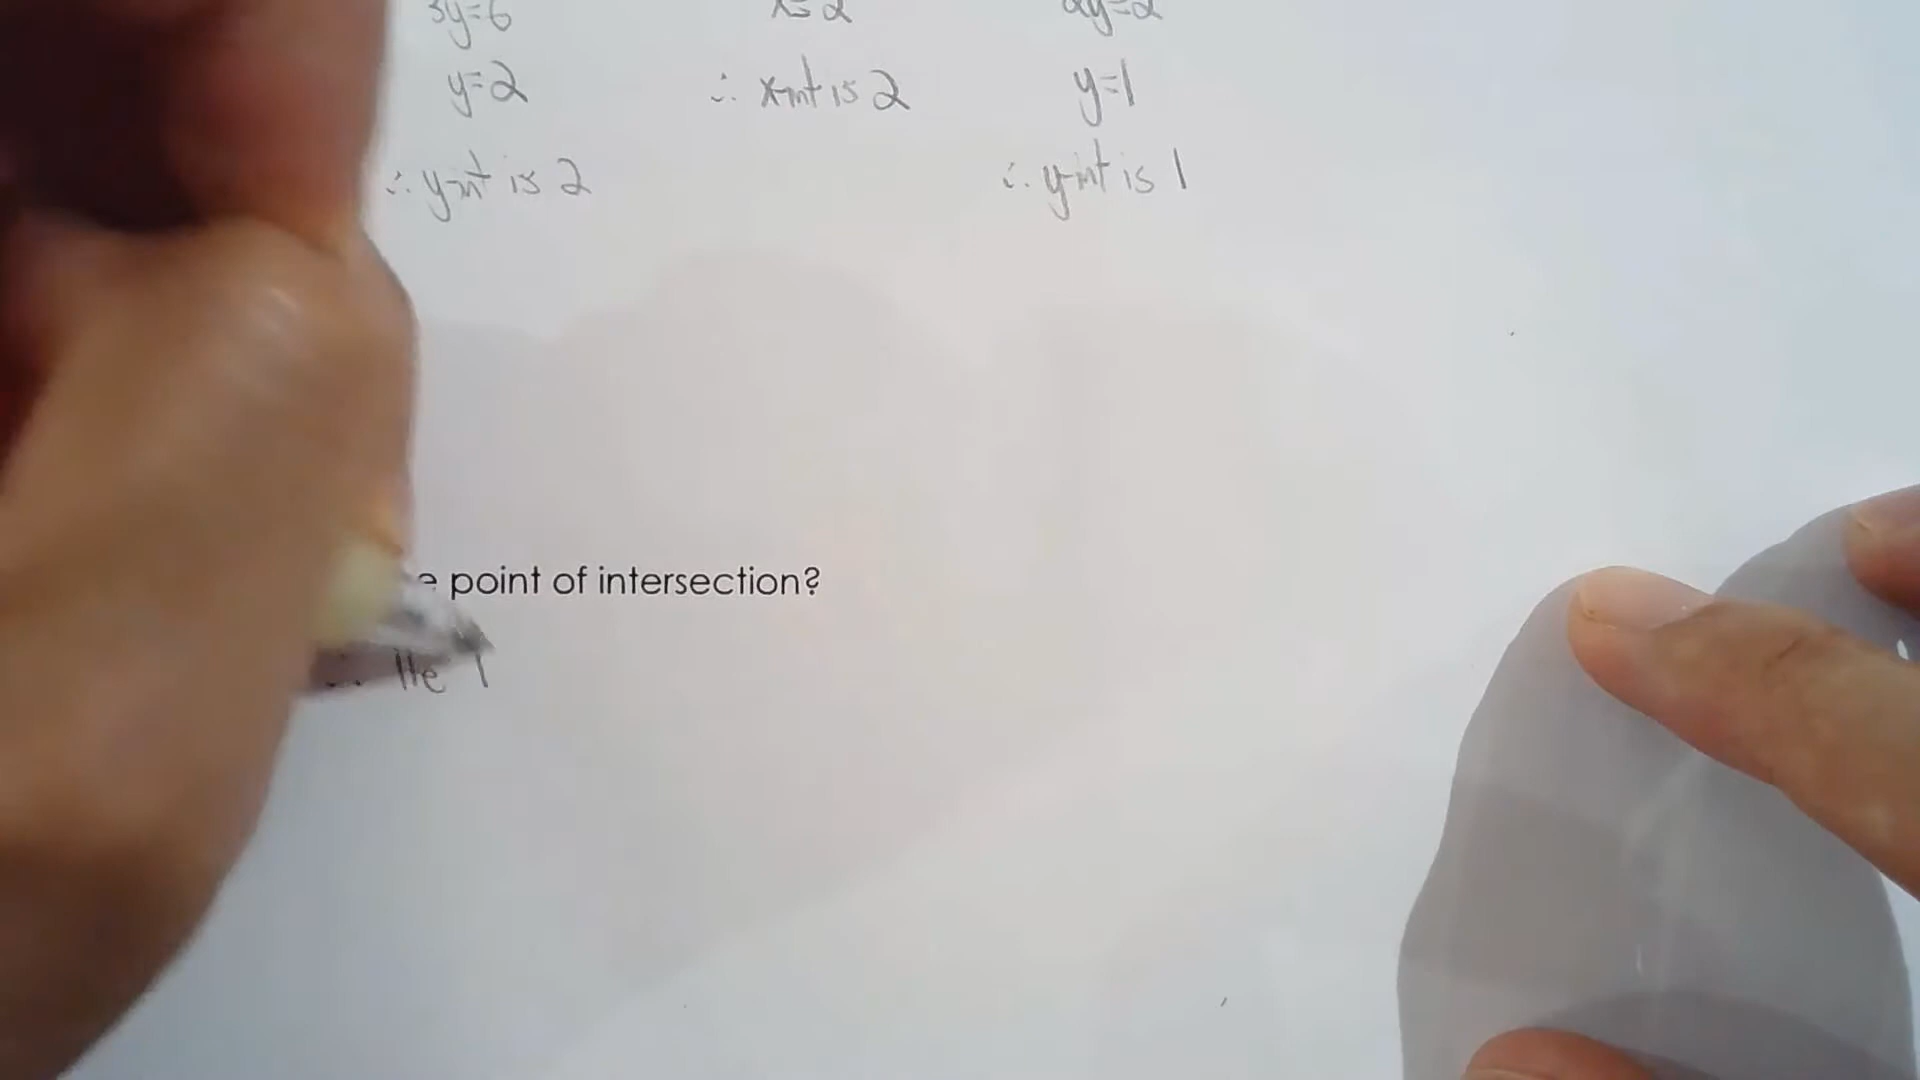 3y=6 x=2 2y=2
y=2 ∴ x-int is 2 y=1
∴ y-int is 2 ∴ y-int is 1
point of intersection?
∴ The